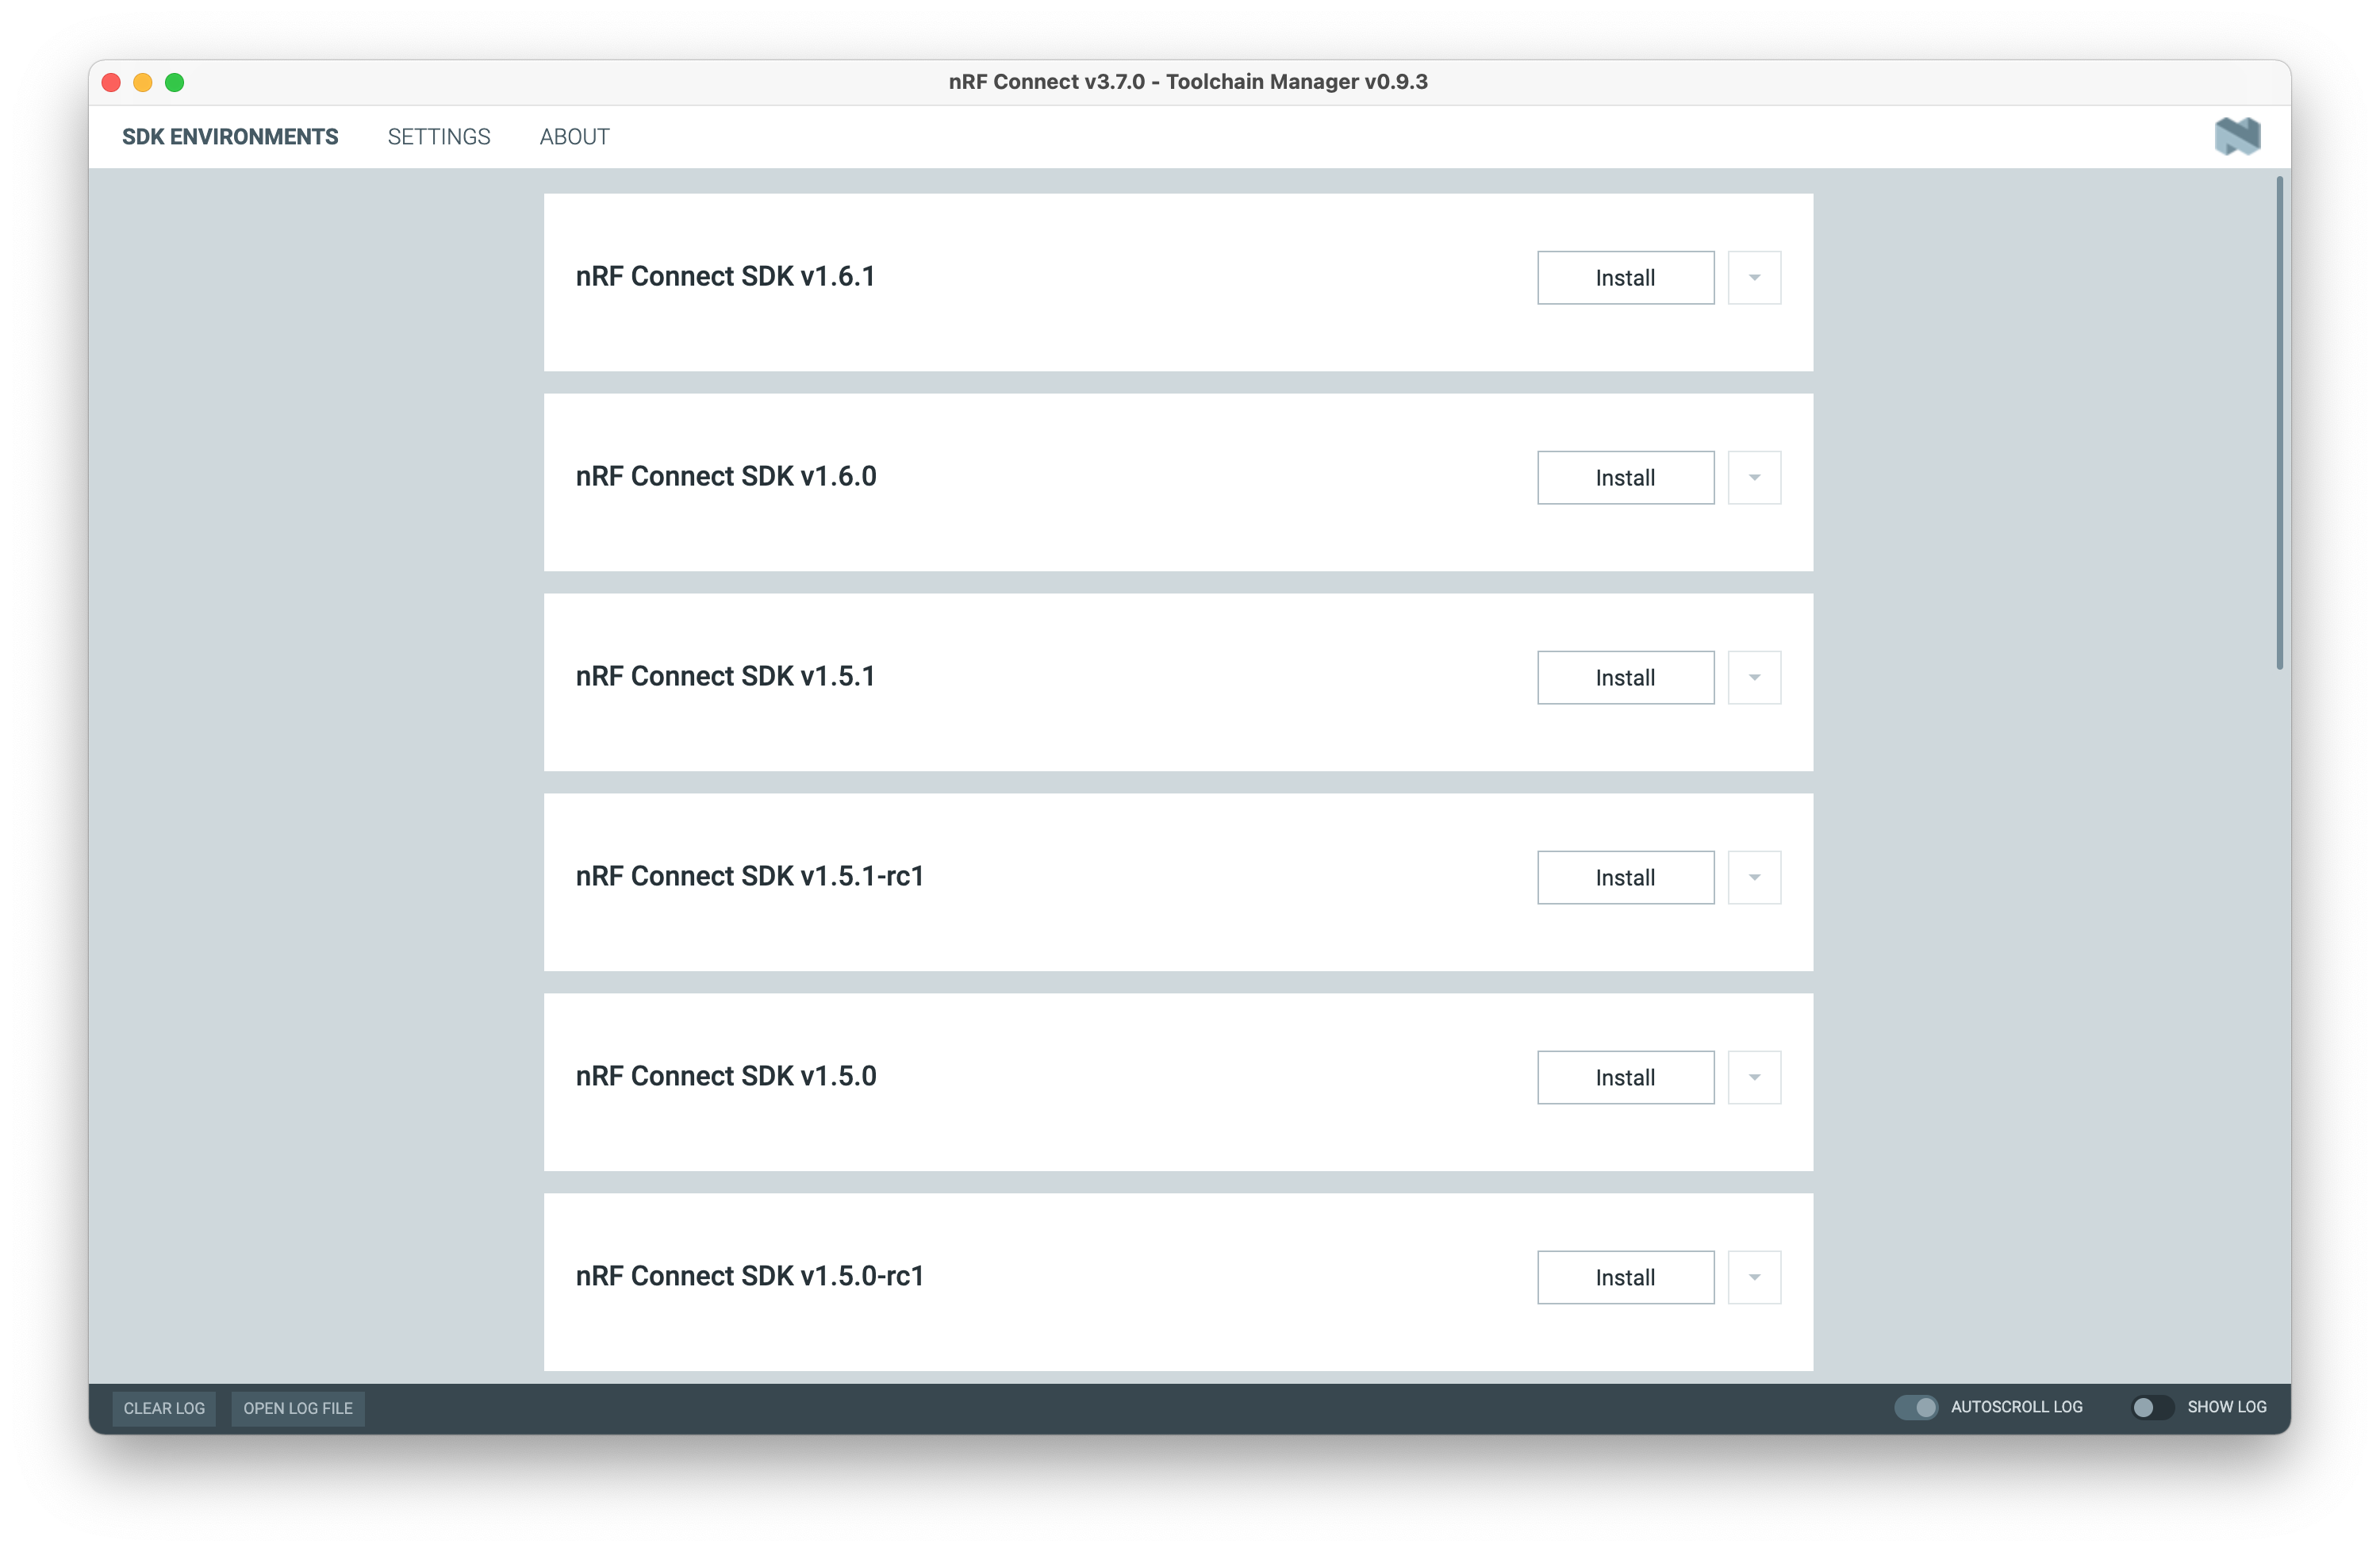 nRF Connect v3.7.0 - Toolchain Manager v0.9.3
SDK ENVIRONMENTS SETTINGS ABOUT
nRF Connect SDK v1.6.1 Install
nRF Connect SDK v1.6.0 Install
nRF Connect SDK v1.5.1 Install
nRF Connect SDK v1.5.1-rc1 Install
nRF Connect SDK v1.5.0 Install
nRF Connect SDK v1.5.0-rc1 Install
CLEAR LOG OPEN LOG FILE AUTOSCROLL LOG SHOW LOG